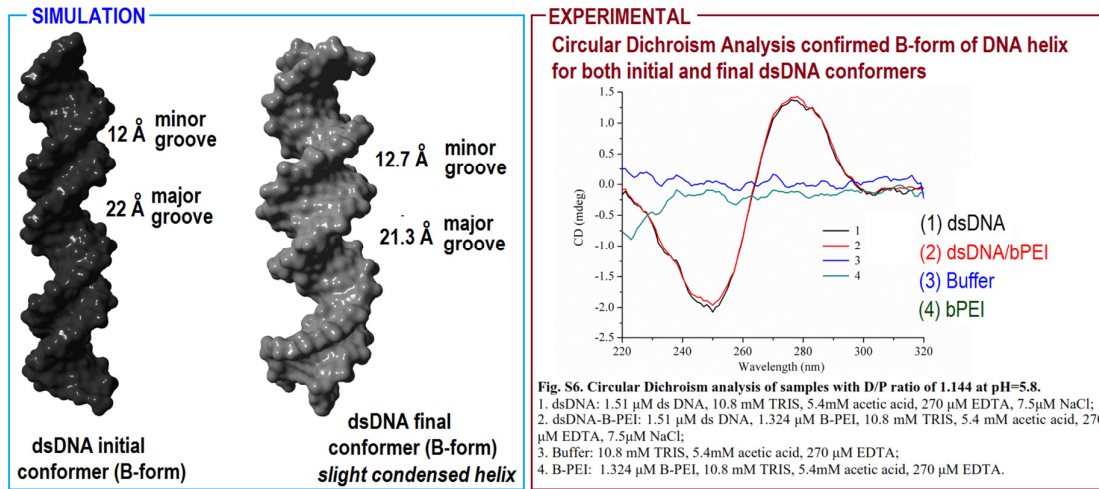 SIMULATION
12 Å minor groove
22 Å major groove
12.7 Å minor groove
21.3 Å major groove
dsDNA initial
conformer (B-form)
dsDNA final
conformer (B-form)
slight condensed helix
EXPERIMENTAL
Circular Dichroism Analysis confirmed B-form of DNA helix
for both initial and final dsDNA conformers
CD (mdeg)
1.5
1.0
0.5
0.0
-0.5
-1.0
-1.5
-2.0
-2.5
220 240 260 280 300 320
Wavelength (nm)
1
2
3
4
(1) dsDNA
(2) dsDNA/bPEI
(3) Buffer
(4) bPEI
Fig. S6. Circular Dichroism analysis of samples with D/P ratio of 1.144 at pH=5.8.
1. dsDNA: 1.51 μM ds DNA, 10.8 mM TRIS, 5.4mM acetic acid, 270 μM EDTA, 7.5μM NaCl;
2. dsDNA-B-PEI: 1.51 μM ds DNA, 1.324 μM B-PEI, 10.8 mM TRIS, 5.4 mM acetic acid, 270
μM EDTA, 7.5μM NaCl;
3. Buffer: 10.8 mM TRIS, 5.4mM acetic acid, 270 μM EDTA;
4. B-PEI: 1.324 μM B-PEI, 10.8 mM TRIS, 5.4mM acetic acid, 270 μM EDTA.